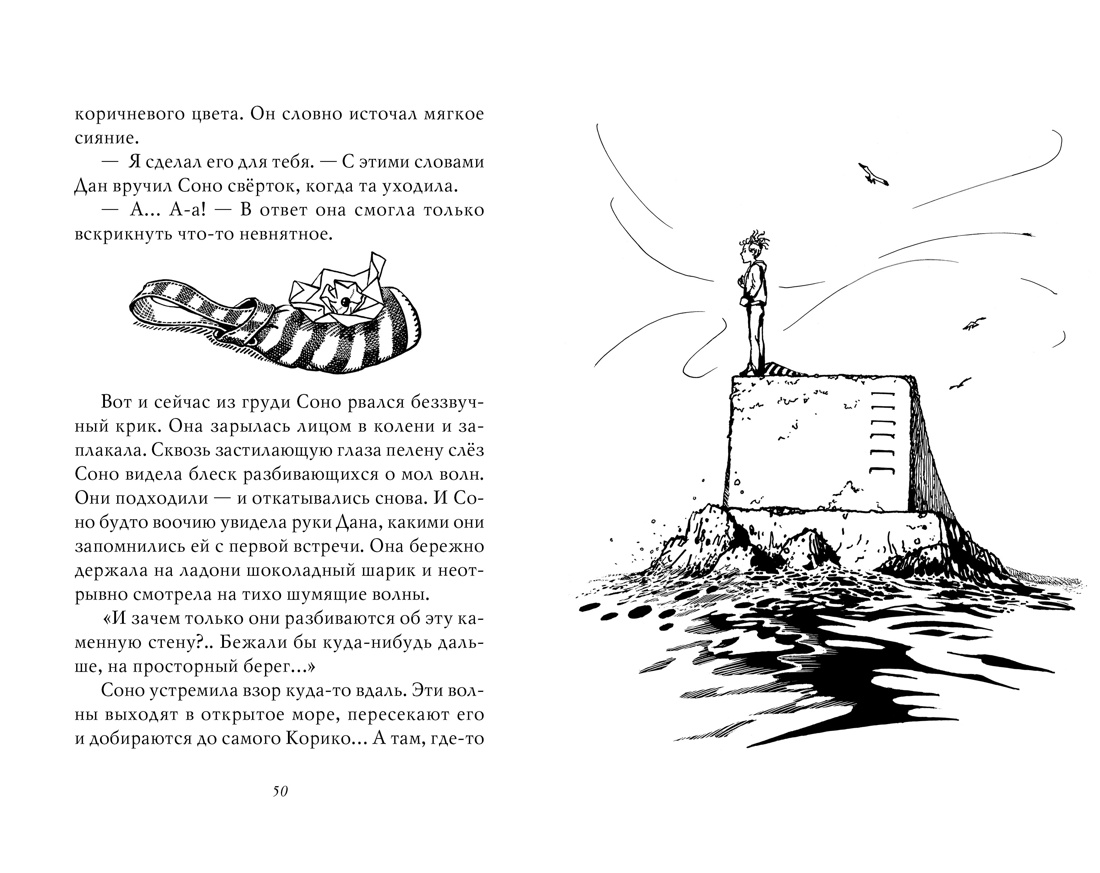 коричневого цвета. Он словно источал мягкое
сияние.
— Я сделал его для тебя. — С этими словами
Дан вручил Соно свёрток, когда та уходила.
— А... А-а! — В ответ она смогла только
вскрикнуть что-то невнятное.
Вот и сейчас из груди Соно рвался беззвуч-
ный крик. Она зарылась лицом в колени и за-
плакала. Сквозь застилающую глаза пелену слёз
Соно видела блеск разбивающихся о мол волн.
Они подходили — и откатывались снова. И Со-
но будто воочию увидела руки Дана, какими они
запомнились ей с первой встречи. Она бережно
держала на ладони шоколадный шарик и неот-
рывно смотрела на тихо шумящие волны.
«И зачем только они разбиваются об эту ка-
менную стену?.. Бежали бы куда-нибудь даль-
ше, на просторный берег...»
Соно устремила взор куда-то вдаль. Эти вол-
ны выходят в открытое море, пересекают его
и добираются до самого Корико... А там, где-то
50